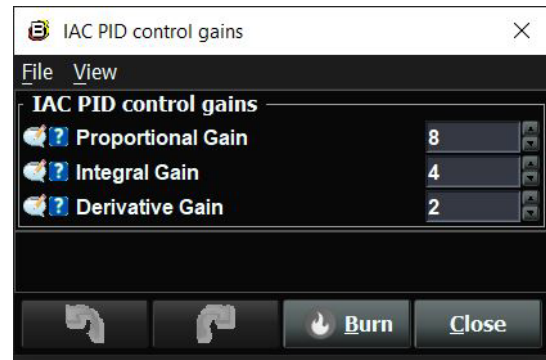 IAC PID control gains
File View
IAC PID control gains
Proportional Gain 8
Integral Gain 4
Derivative Gain 2
Burn Close